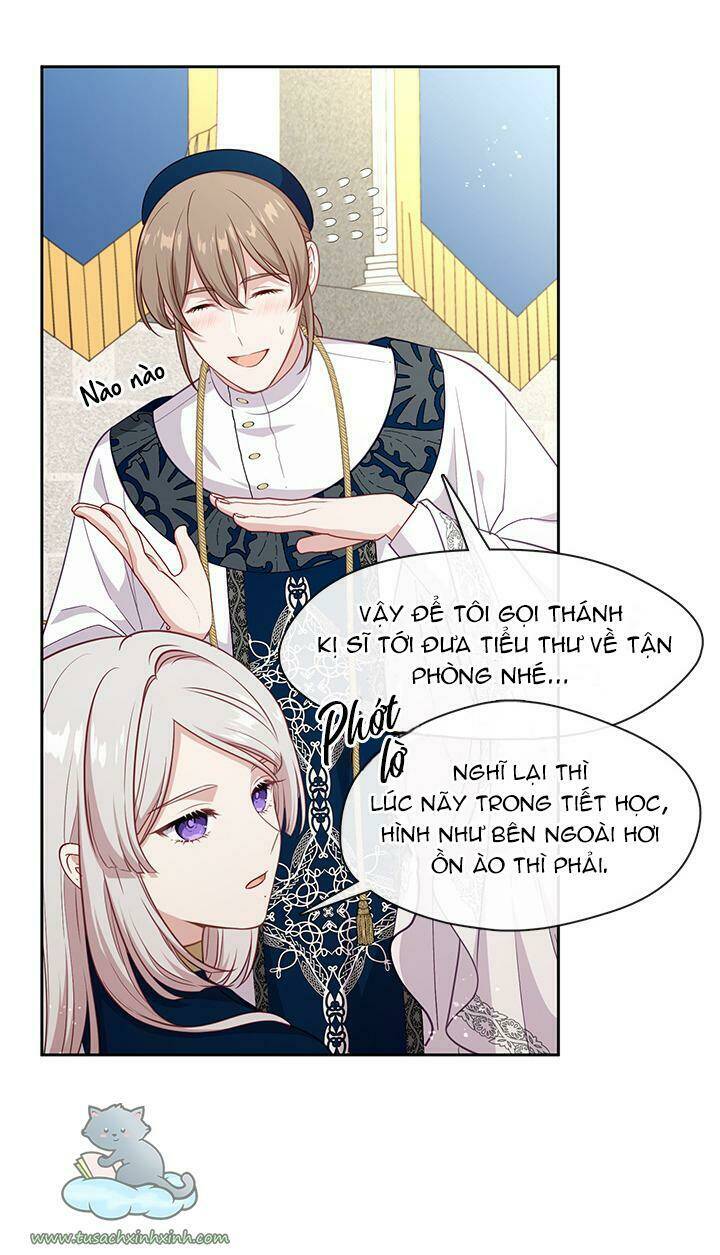 Nào nào
VẬY ĐỂ TÔI GỌI THÁNH
KỊ SĨ TỚI ĐƯA TIỂU THƯ VỀ TẬN
PHÒNG NHÉ...
Phớt
lờ
NGHĨ LẠI THÌ
LÚC NÃY TRONG TIẾT HỌC,
HÌNH NHƯ BÊN NGOÀI HƠI
ỒN ÀO THÌ PHẢI.
www.tusachxinhxinh.com